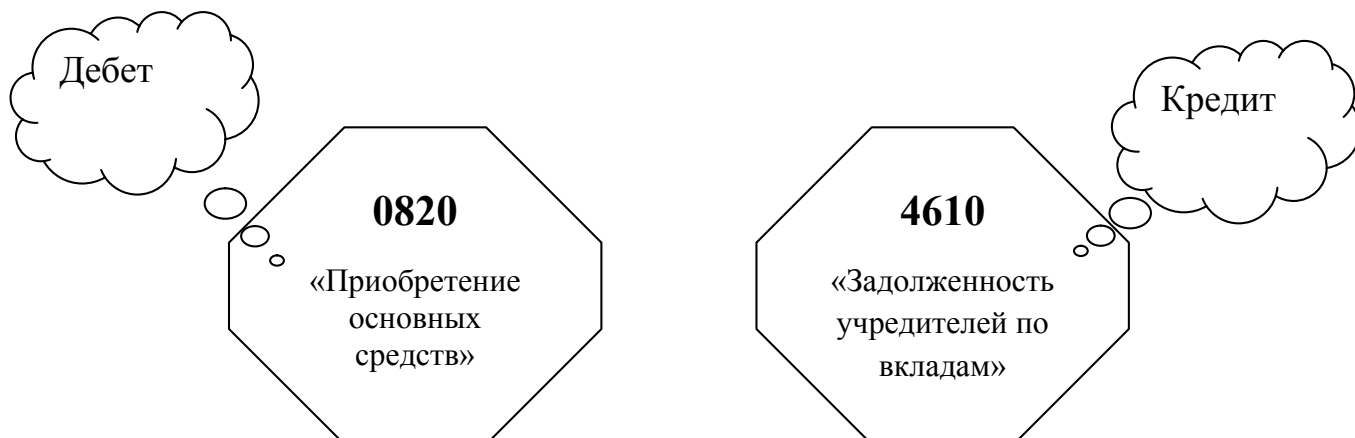 Дебет
Кредит
0820
«Приобретение
основных
средств»
4610
«Задолженность
учредителей по
вкладам»